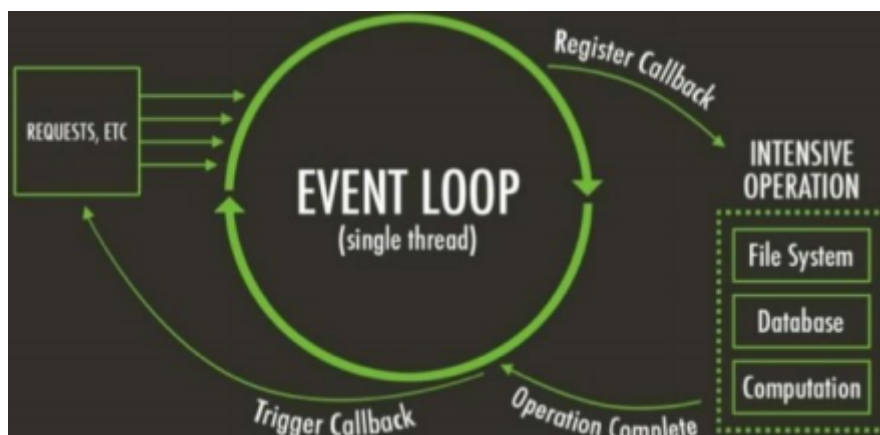 REQUESTS, ETC
EVENT LOOP
(single thread)
Register Callback
INTENSIVE
OPERATION
File System
Database
Computation
Operation Complete
Trigger Callback